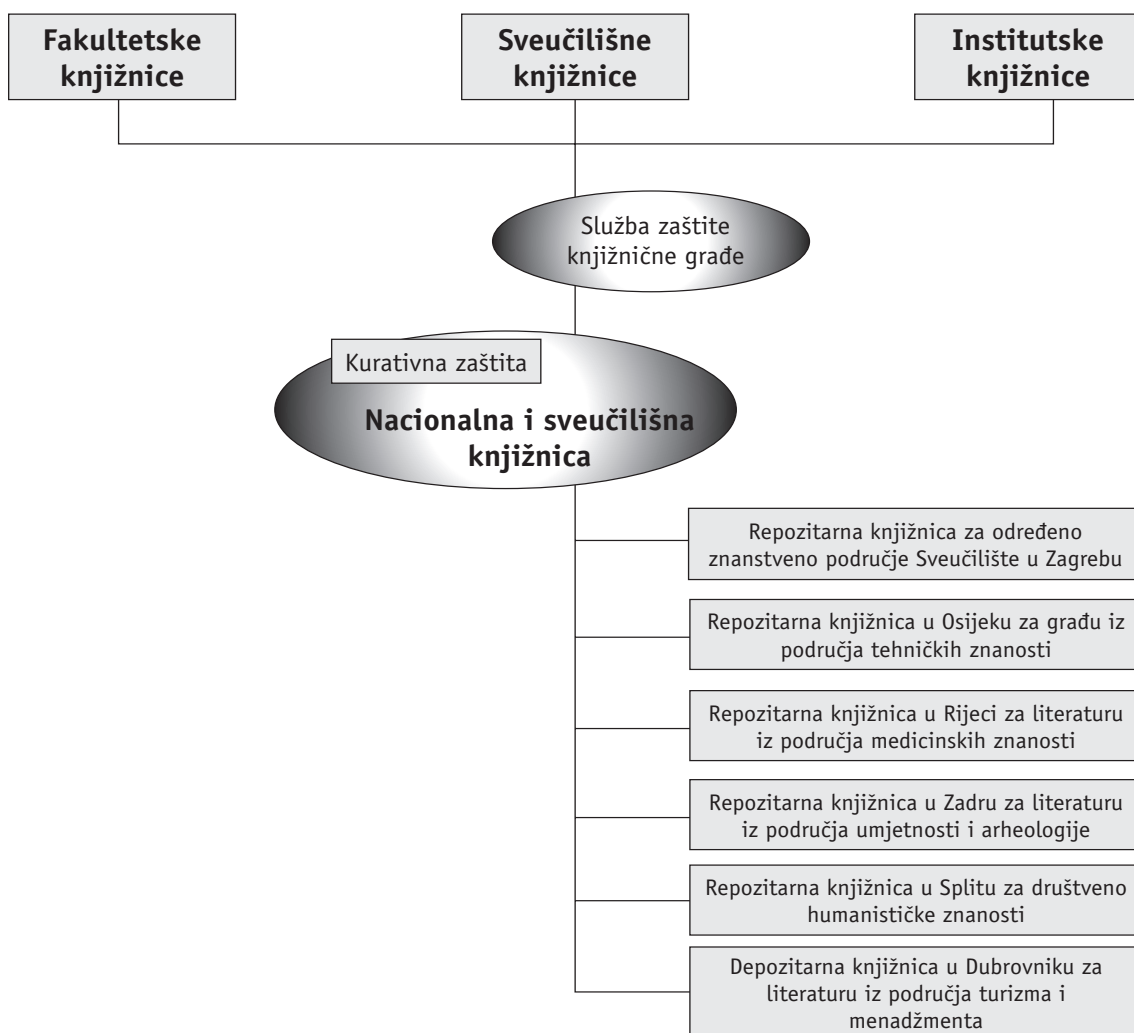 Fakultetske
knjižnice
Sveučilišne
knjižnice
Institutske
knjižnice
Služba zaštite
knjižnične građe
Kurativna zaštita
Nacionalna i sveučilišna
knjižnica
Repozitarna knjižnica za određeno
znanstveno područje Sveučilište u Zagrebu
Repozitarna knjižnica u Osijeku za građu iz
područja tehničkih znanosti
Repozitarna knjižnica u Rijeci za literaturu
iz područja medicinskih znanosti
Repozitarna knjižnica u Zadru za literaturu
iz područja umjetnosti i arheologije
Repozitarna knjižnica u Splitu za društveno
humanističke znanosti
Depozitarna knjižnica u Dubrovniku za
literaturu iz područja turizma i
menadžmenta